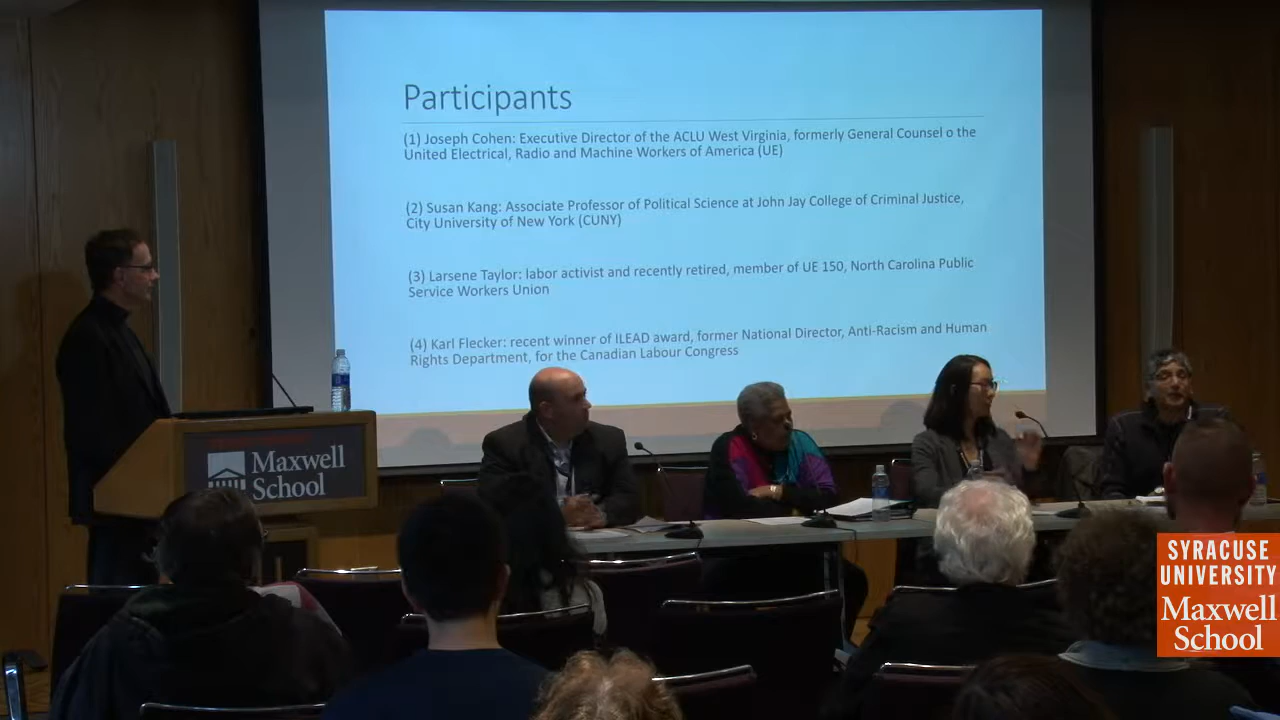 Participants
(1) Joseph Cohen: Executive Director of the ACLU West Virginia, formerly General Counsel o the
United Electrical, Radio and Machine Workers of America (UE)
(2) Susan Kang: Associate Professor of Political Science at John Jay College of Criminal Justice,
City University of New York (CUNY)
(3) Larsene Taylor: labor activist and recently retired, member of UE 150, North Carolina Public
Service Workers Union
(4) Karl Flecker: recent winner of ILEAD award, former National Director, Anti-Racism and Human
Rights Department, for the Canadian Labour Congress
Maxwell
School
SYRACUSE
UNIVERSITY
Maxwell
School